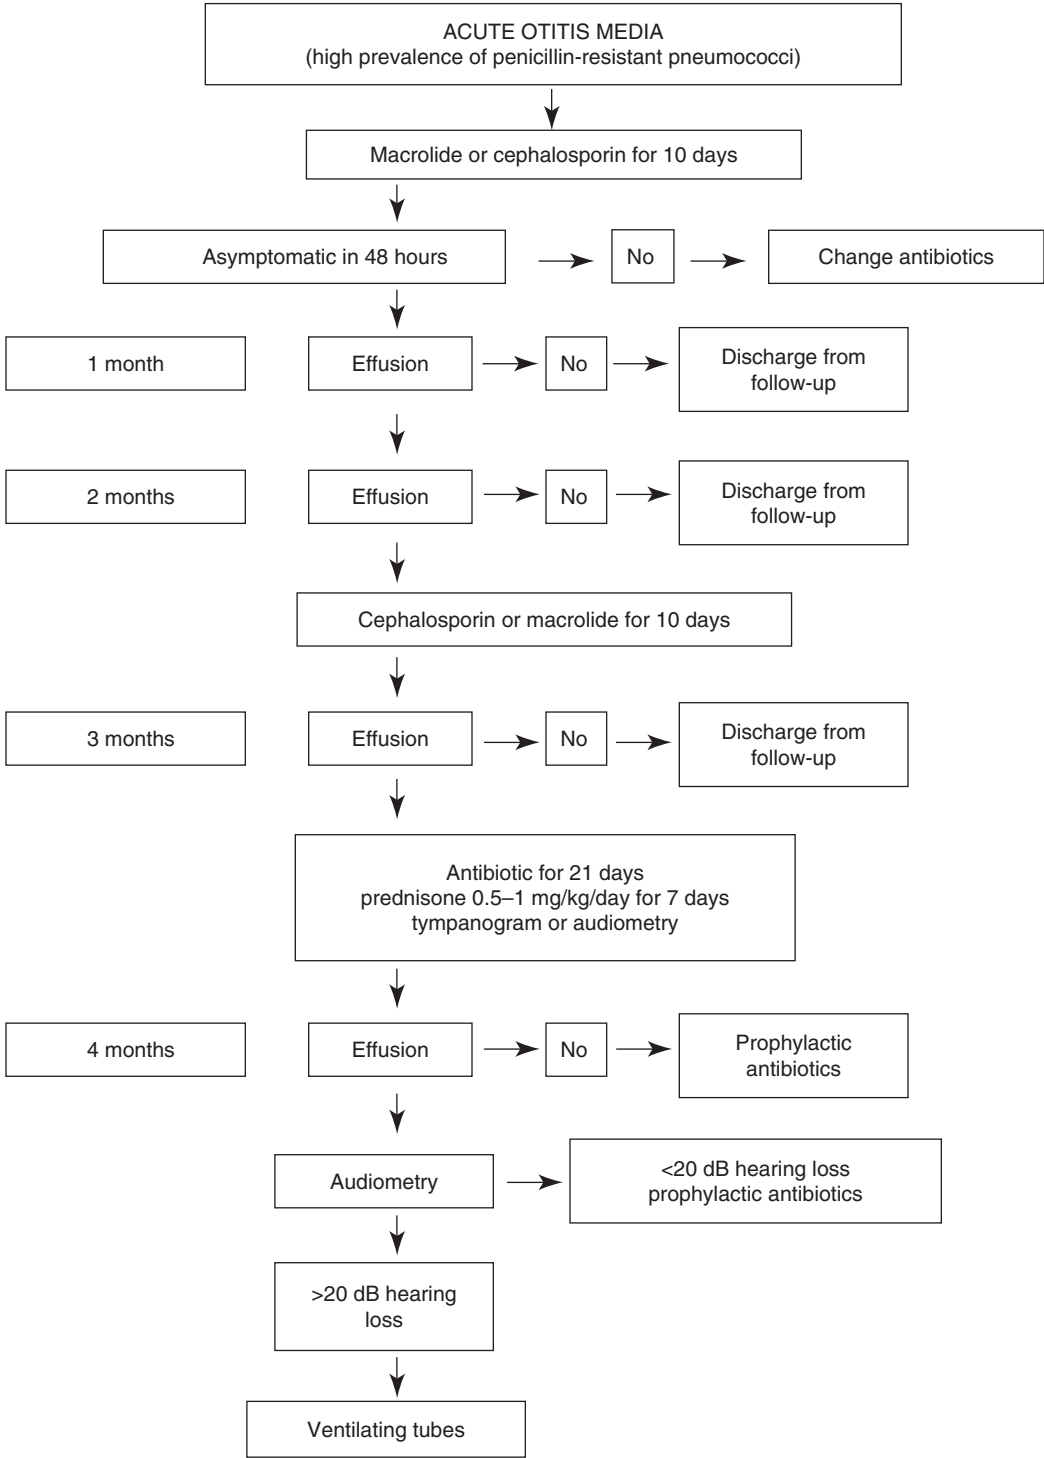 ACUTE OTITIS MEDIA
(high prevalence of penicillin-resistant pneumococci)
Macrolide or cephalosporin for 10 days
Asymptomatic in 48 hours
No
Change antibiotics
1 month
Effusion
No
Discharge from
follow-up
2 months
Effusion
No
Discharge from
follow-up
Cephalosporin or macrolide for 10 days
3 months
Effusion
No
Discharge from
follow-up
Antibiotic for 21 days
prednisone 0.5–1 mg/kg/day for 7 days
tympanogram or audiometry
4 months
Effusion
No
Prophylactic
antibiotics
Audiometry
<20 dB hearing loss
prophylactic antibiotics
>20 dB hearing
loss
Ventilating tubes